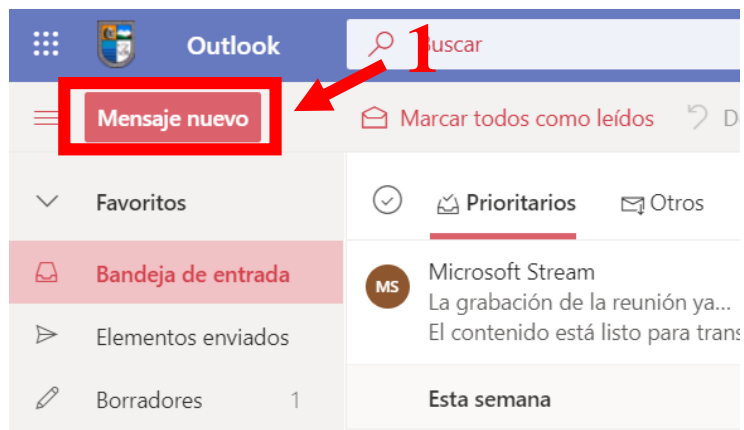 Outlook
Buscar
1
Mensaje nuevo
Marcar todos como leídos
D
Favoritos
Prioritarios
Otros
Bandeja de entrada
MS
Microsoft Stream
La grabación de la reunión ya...
El contenido está listo para trans
Elementos enviados
Borradores 1
Esta semana